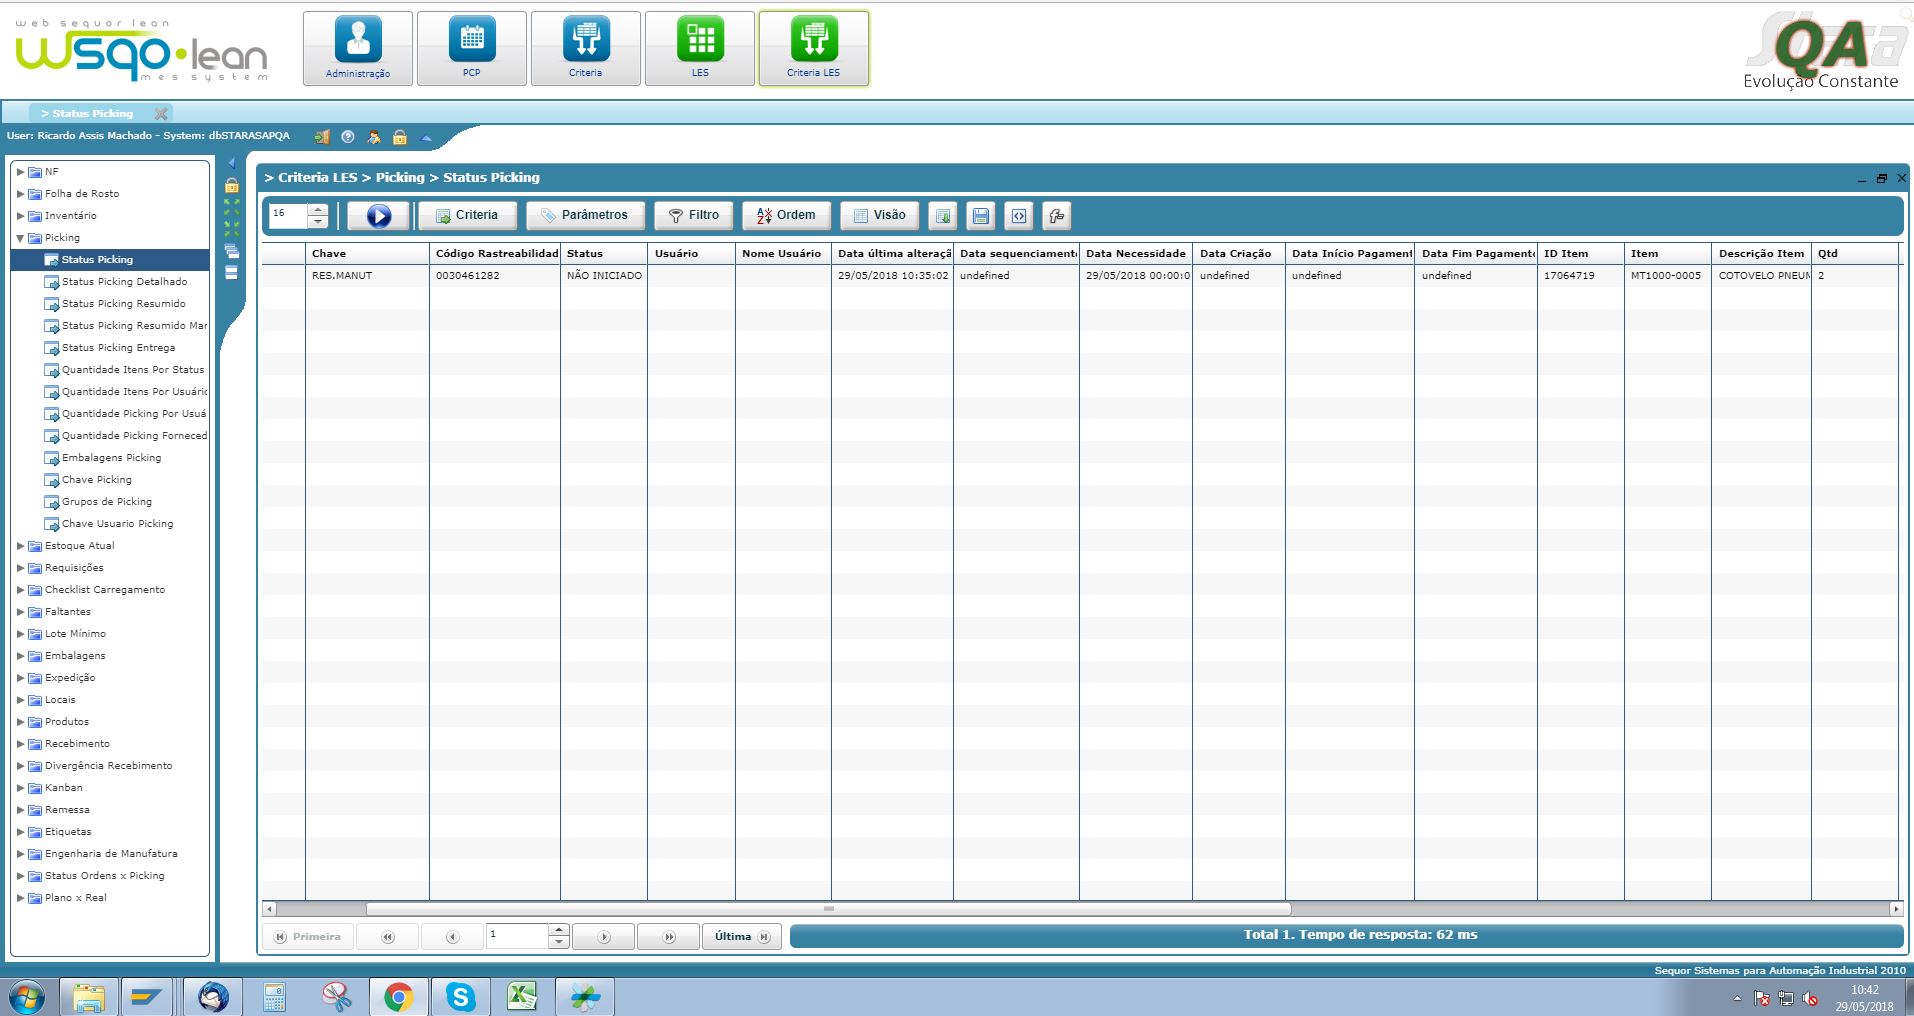 web sequor lean
wsqo·lean
mes system
Administração
PCP
Criteria
LES
Criteria LES
QA
Evolução Constante
> Status Picking
User: Ricardo Assis Machado - System: dbSTARASAPQA
NF
Folha de Rosto
Inventário
Picking
Status Picking
Status Picking Detalhado
Status Picking Resumido
Status Picking Resumido Mar
Status Picking Entrega
Quantidade Itens Por Status
Quantidade Itens Por Usuário
Quantidade Picking Por Usuá
Quantidade Picking Forneced
Embalagens Picking
Chave Picking
Grupos de Picking
Chave Usuario Picking
Estoque Atual
Requisições
Checklist Carregamento
Faltantes
Lote Mínimo
Embalagens
Expedição
Locais
Produtos
Recebimento
Divergência Recebimento
Kanban
Remessa
Etiquetas
Engenharia de Manufatura
Status Ordens x Picking
Plano x Real
> Criteria LES > Picking > Status Picking
16 Criteria Parâmetros Filtro Ordem Visão
Chave Código Rastreabilidad Status Usuário Nome Usuário Data última alteraçã Data sequenciamento Data Necessidade Data Criação Data Início Pagament Data Fim Pagamento ID Item Item Descrição Item Qtd
RES.MANUT 0030461282 NÃO INICIADO 29/05/2018 10:35:02 undefined 29/05/2018 00:00:0 undefined undefined undefined 17064719 MT1000-0005 COTOVELO PNEUM 2
Primeira 1 Última Total 1. Tempo de resposta: 62 ms
Sequor Sistemas para Automação Industrial 2010
10:42
29/05/2018